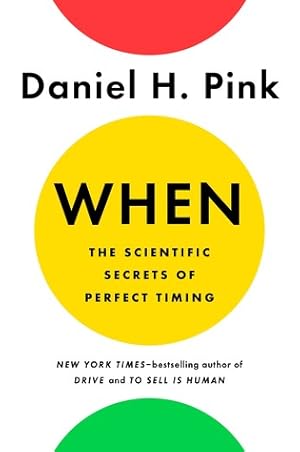 Daniel H. Pink
WHEN
THE SCIENTIFIC
SECRETS OF
PERFECT TIMING
NEW YORK TIMES–bestselling author of
DRIVE and TO SELL IS HUMAN